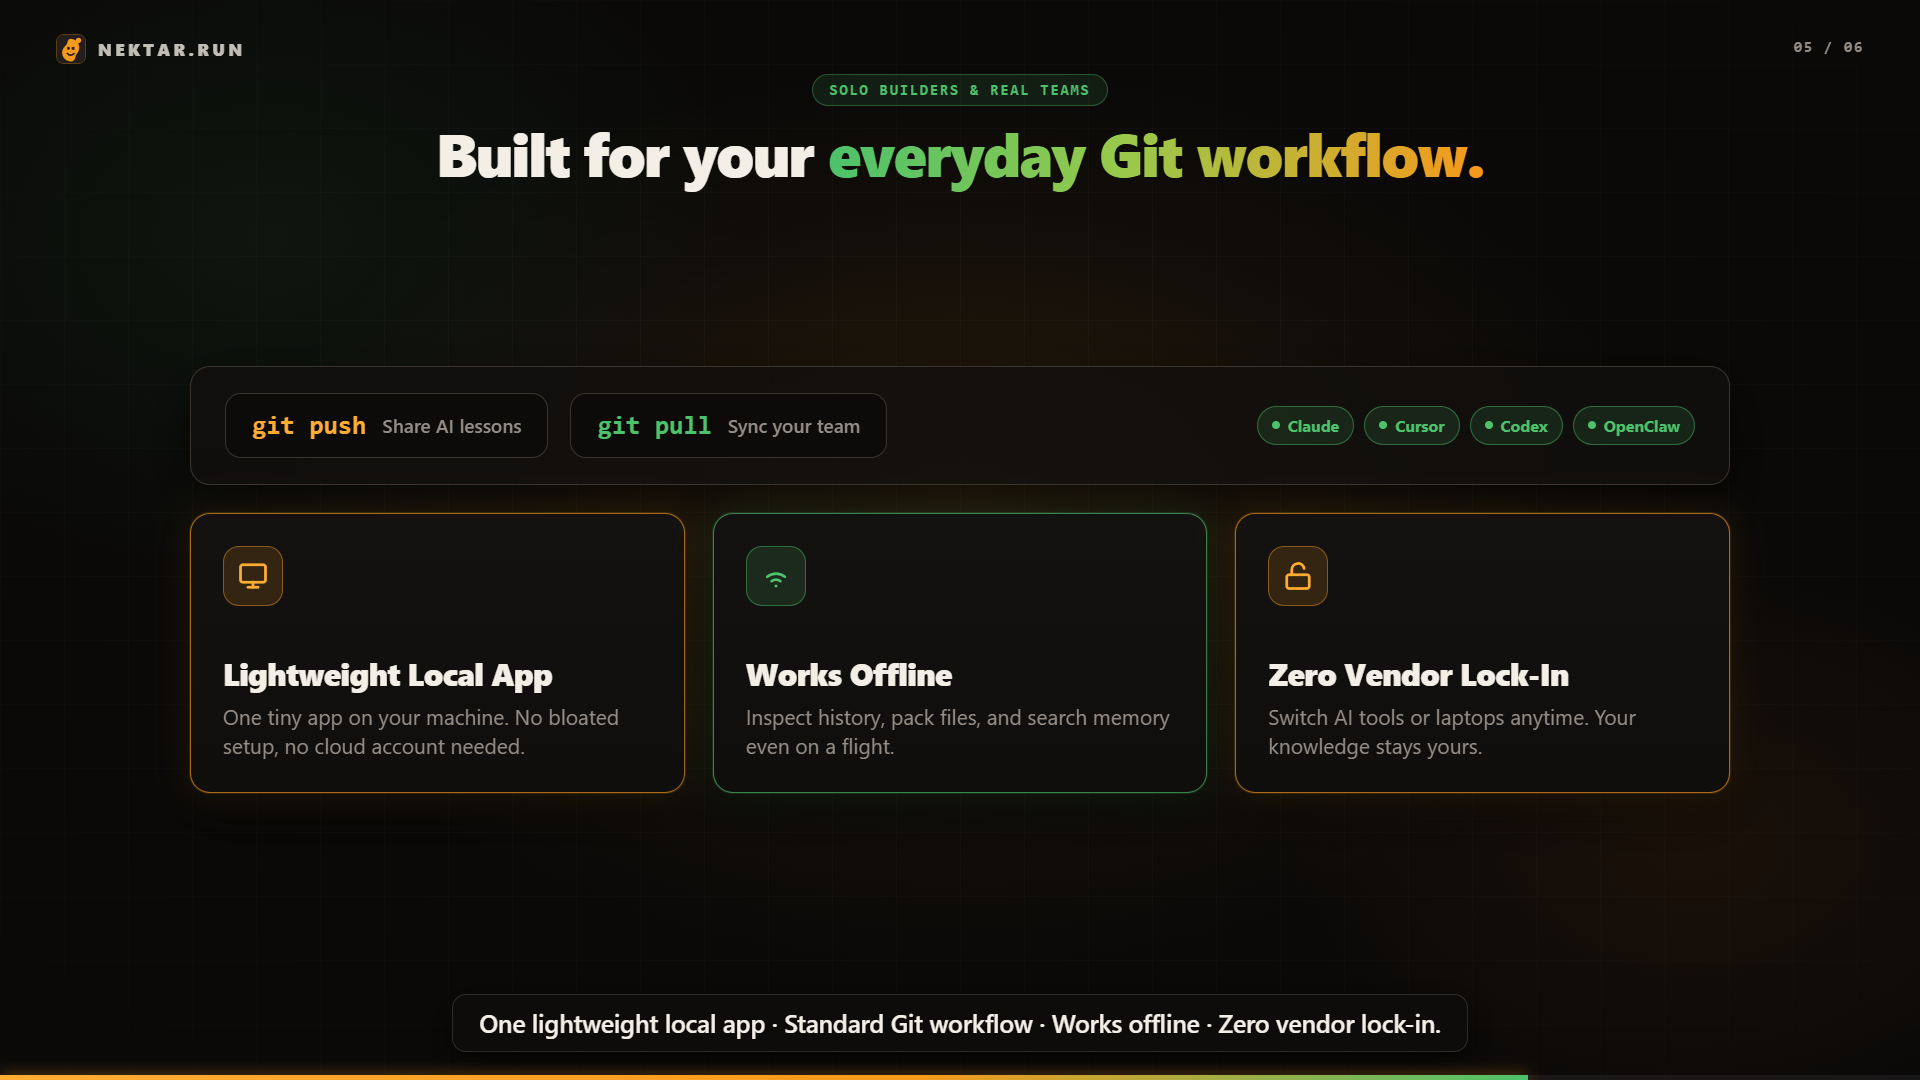 NEKTAR.RUN
05 / 06
SOLO BUILDERS & REAL TEAMS
Built for your everyday Git workflow.
git push Share AI lessons
git pull Sync your team
Claude
Cursor
Codex
OpenClaw
Lightweight Local App
One tiny app on your machine. No bloated
setup, no cloud account needed.
Works Offline
Inspect history, pack files, and search memory
even on a flight.
Zero Vendor Lock-In
Switch AI tools or laptops anytime. Your
knowledge stays yours.
One lightweight local app · Standard Git workflow · Works offline · Zero vendor lock-in.